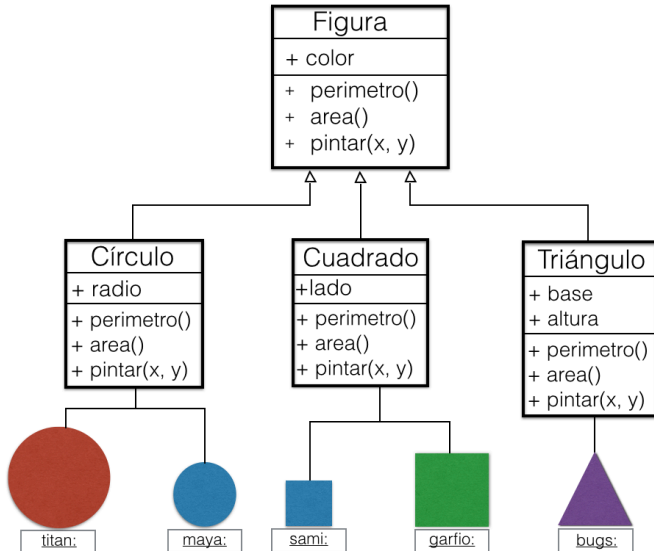 Figura
+ color
+ perimetro()
+ area()
+ pintar(x, y)
Círculo
+ radio
+ perimetro()
+ area()
+ pintar(x, y)
Cuadrado
+lado
+ perimetro()
+ area()
+ pintar(x, y)
Triángulo
+ base
+ altura
+ perimetro()
+ area()
+ pintar(x, y)
titan:
maya:
sami:
garfio:
bugs: